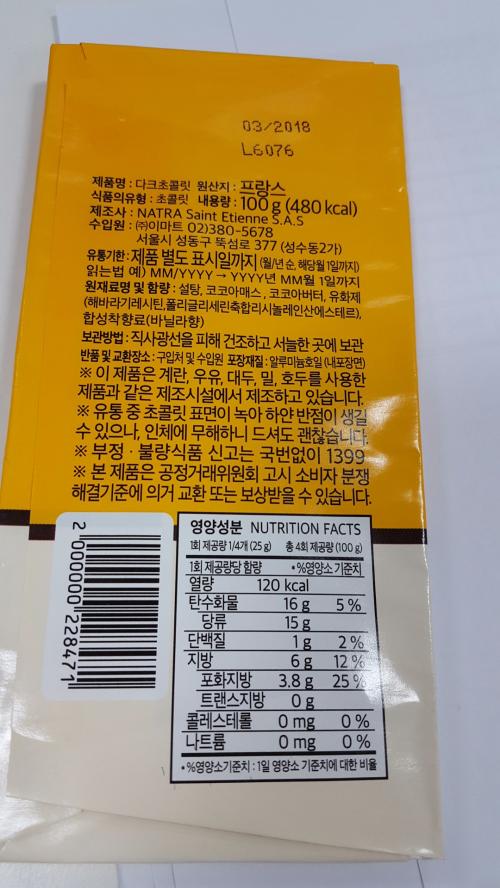 03/2018
L6076
제품명 : 다크초콜릿 원산지 : 프랑스
식품의유형 : 초콜릿 내용량 : 100 g (480 kcal)
제조사 : NATRA Saint Etienne S.A.S
수입원 : ㈜이마트 02)380-5678
서울시 성동구 뚝섬로 377 (성수동2가)
유통기한 : 제품 별도 표시일까지 (월/년 순, 해당월 1일까지)
읽는법 예) MM/YYYY → YYYY년 MM월 1일까지
원재료명 및 함량 : 설탕, 코코아매스, 코코아버터, 유화제
(해바라기레시틴,폴리글리세린축합리시놀레인산에스테르),
합성착향료(바닐라향)
보관방법 : 직사광선을 피해 건조하고 서늘한 곳에 보관
반품 및 교환장소 : 구입처 및 수입원 포장재질 : 알루미늄호일 (내포장면)
※ 이 제품은 계란, 우유, 대두, 밀, 호두를 사용한
제품과 같은 제조시설에서 제조하고 있습니다.
※ 유통 중 초콜릿 표면이 녹아 하얀 반점이 생길
수 있으나, 인체에 무해하니 드셔도 괜찮습니다.
※ 부정 · 불량식품 신고는 국번없이 1399
※ 본 제품은 공정거래위원회 고시 소비자 분쟁
해결기준에 의거 교환 또는 보상받을 수 있습니다.
영양성분 NUTRITION FACTS
1회 제공량 1/4개 (25 g) 총 4회 제공량 (100 g)
1회 제공량당 함량 •%영양소 기준치
열량 120 kcal
탄수화물 16 g 5 %
당류 15 g
단백질 1 g 2 %
지방 6 g 12 %
포화지방 3.8 g 25 %
트랜스지방 0 g
콜레스테롤 0 mg 0 %
나트륨 0 mg 0 %
•%영양소기준치 : 1일 영양소 기준치에 대한 비율
2 000000 228471